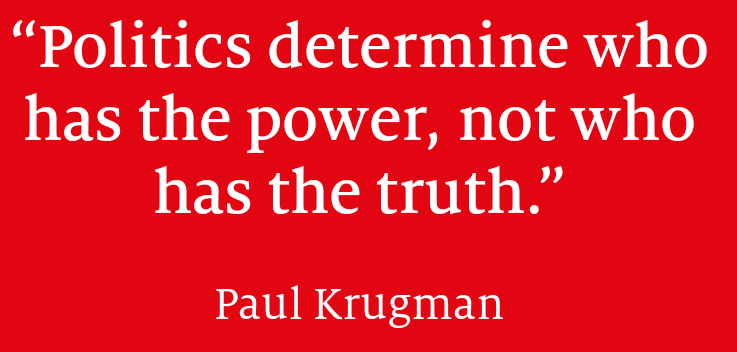 “Politics determine who
has the power, not who
has the truth.”
Paul Krugman